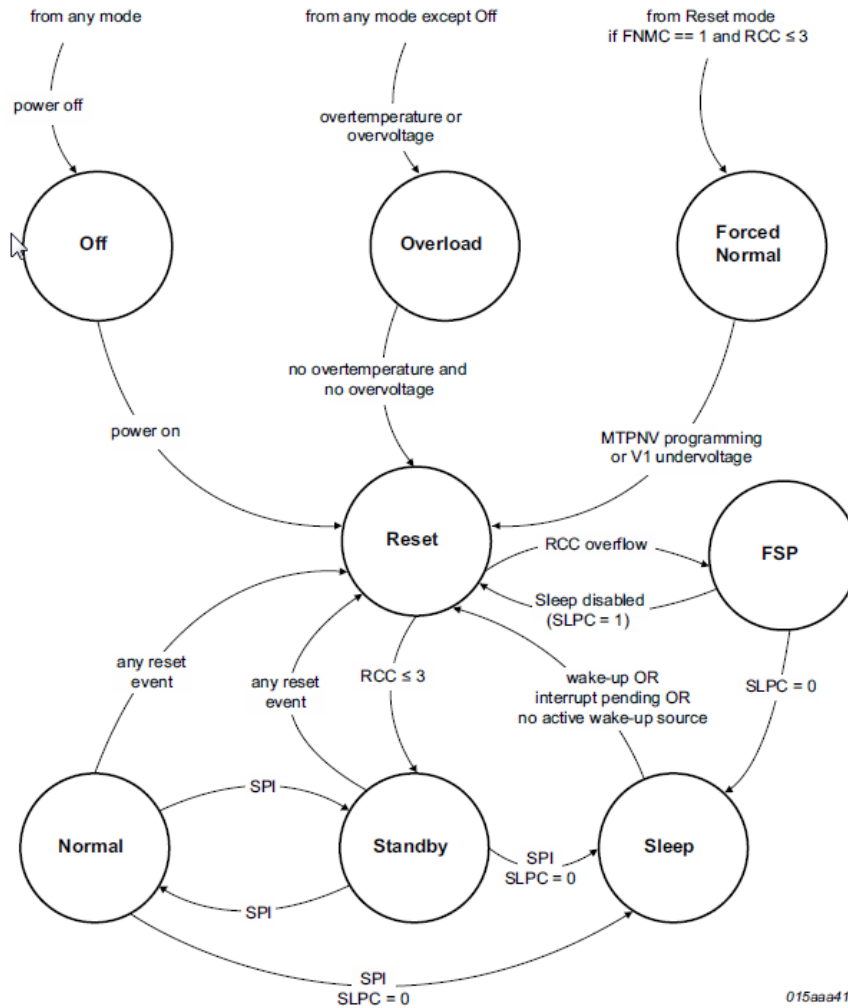 from any mode
from any mode except Off
from Reset mode
if FNMC == 1 and RCC ≤ 3
power off
overtemperature or
overvoltage
Off
Overload
Forced
Normal
no overtemperature and
no overvoltage
power on
MTPNV programming
or V1 undervoltage
Reset
RCC overflow
FSP
Sleep disabled
(SLPC = 1)
any reset
event
any reset
event
RCC ≤ 3
wake-up OR
interrupt pending OR
no active wake-up source
SLPC = 0
SPI
Normal
Standby
Sleep
SPI
SLPC = 0
SPI
SPI
SLPC = 0
015aaa41